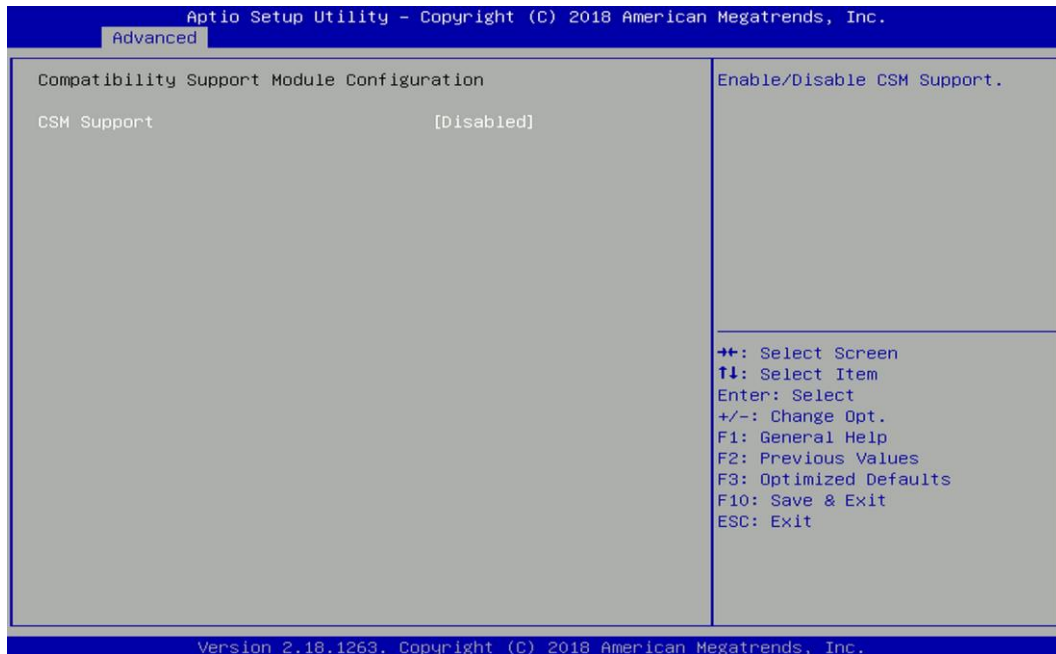 Aptio Setup Utility – Copyright (C) 2018 American Megatrends, Inc.
Advanced
Compatibility Support Module Configuration
CSM Support [Disabled]
Enable/Disable CSM Support.
→←: Select Screen
↑↓: Select Item
Enter: Select
+/-: Change Opt.
F1: General Help
F2: Previous Values
F3: Optimized Defaults
F10: Save & Exit
ESC: Exit
Version 2.18.1263. Copyright (C) 2018 American Megatrends, Inc.